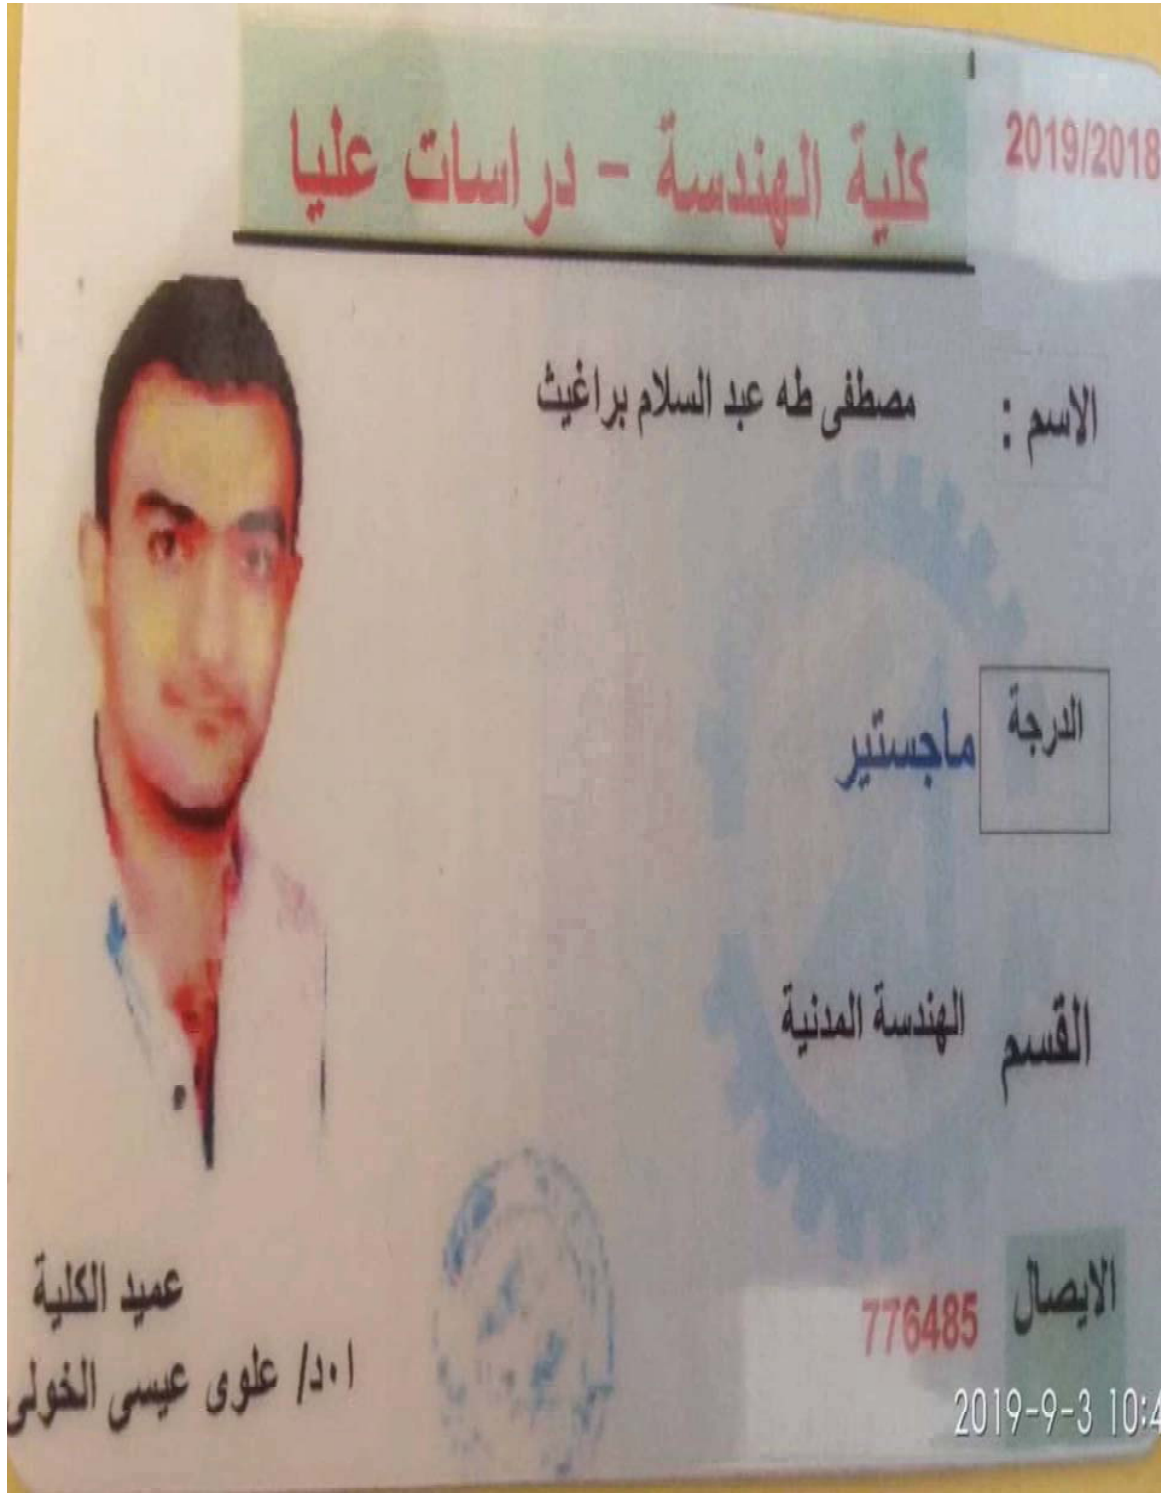 2019/2018
كلية الهندسة - دراسات عليا
الاسم : مصطفى طه عبد السلام براغيث
الدرجة ماجستير
القسم الهندسة المدنية
الايصال 776485
عميد الكلية
ا.د/ علوى عيسى الخولى
2019-9-3 10:4